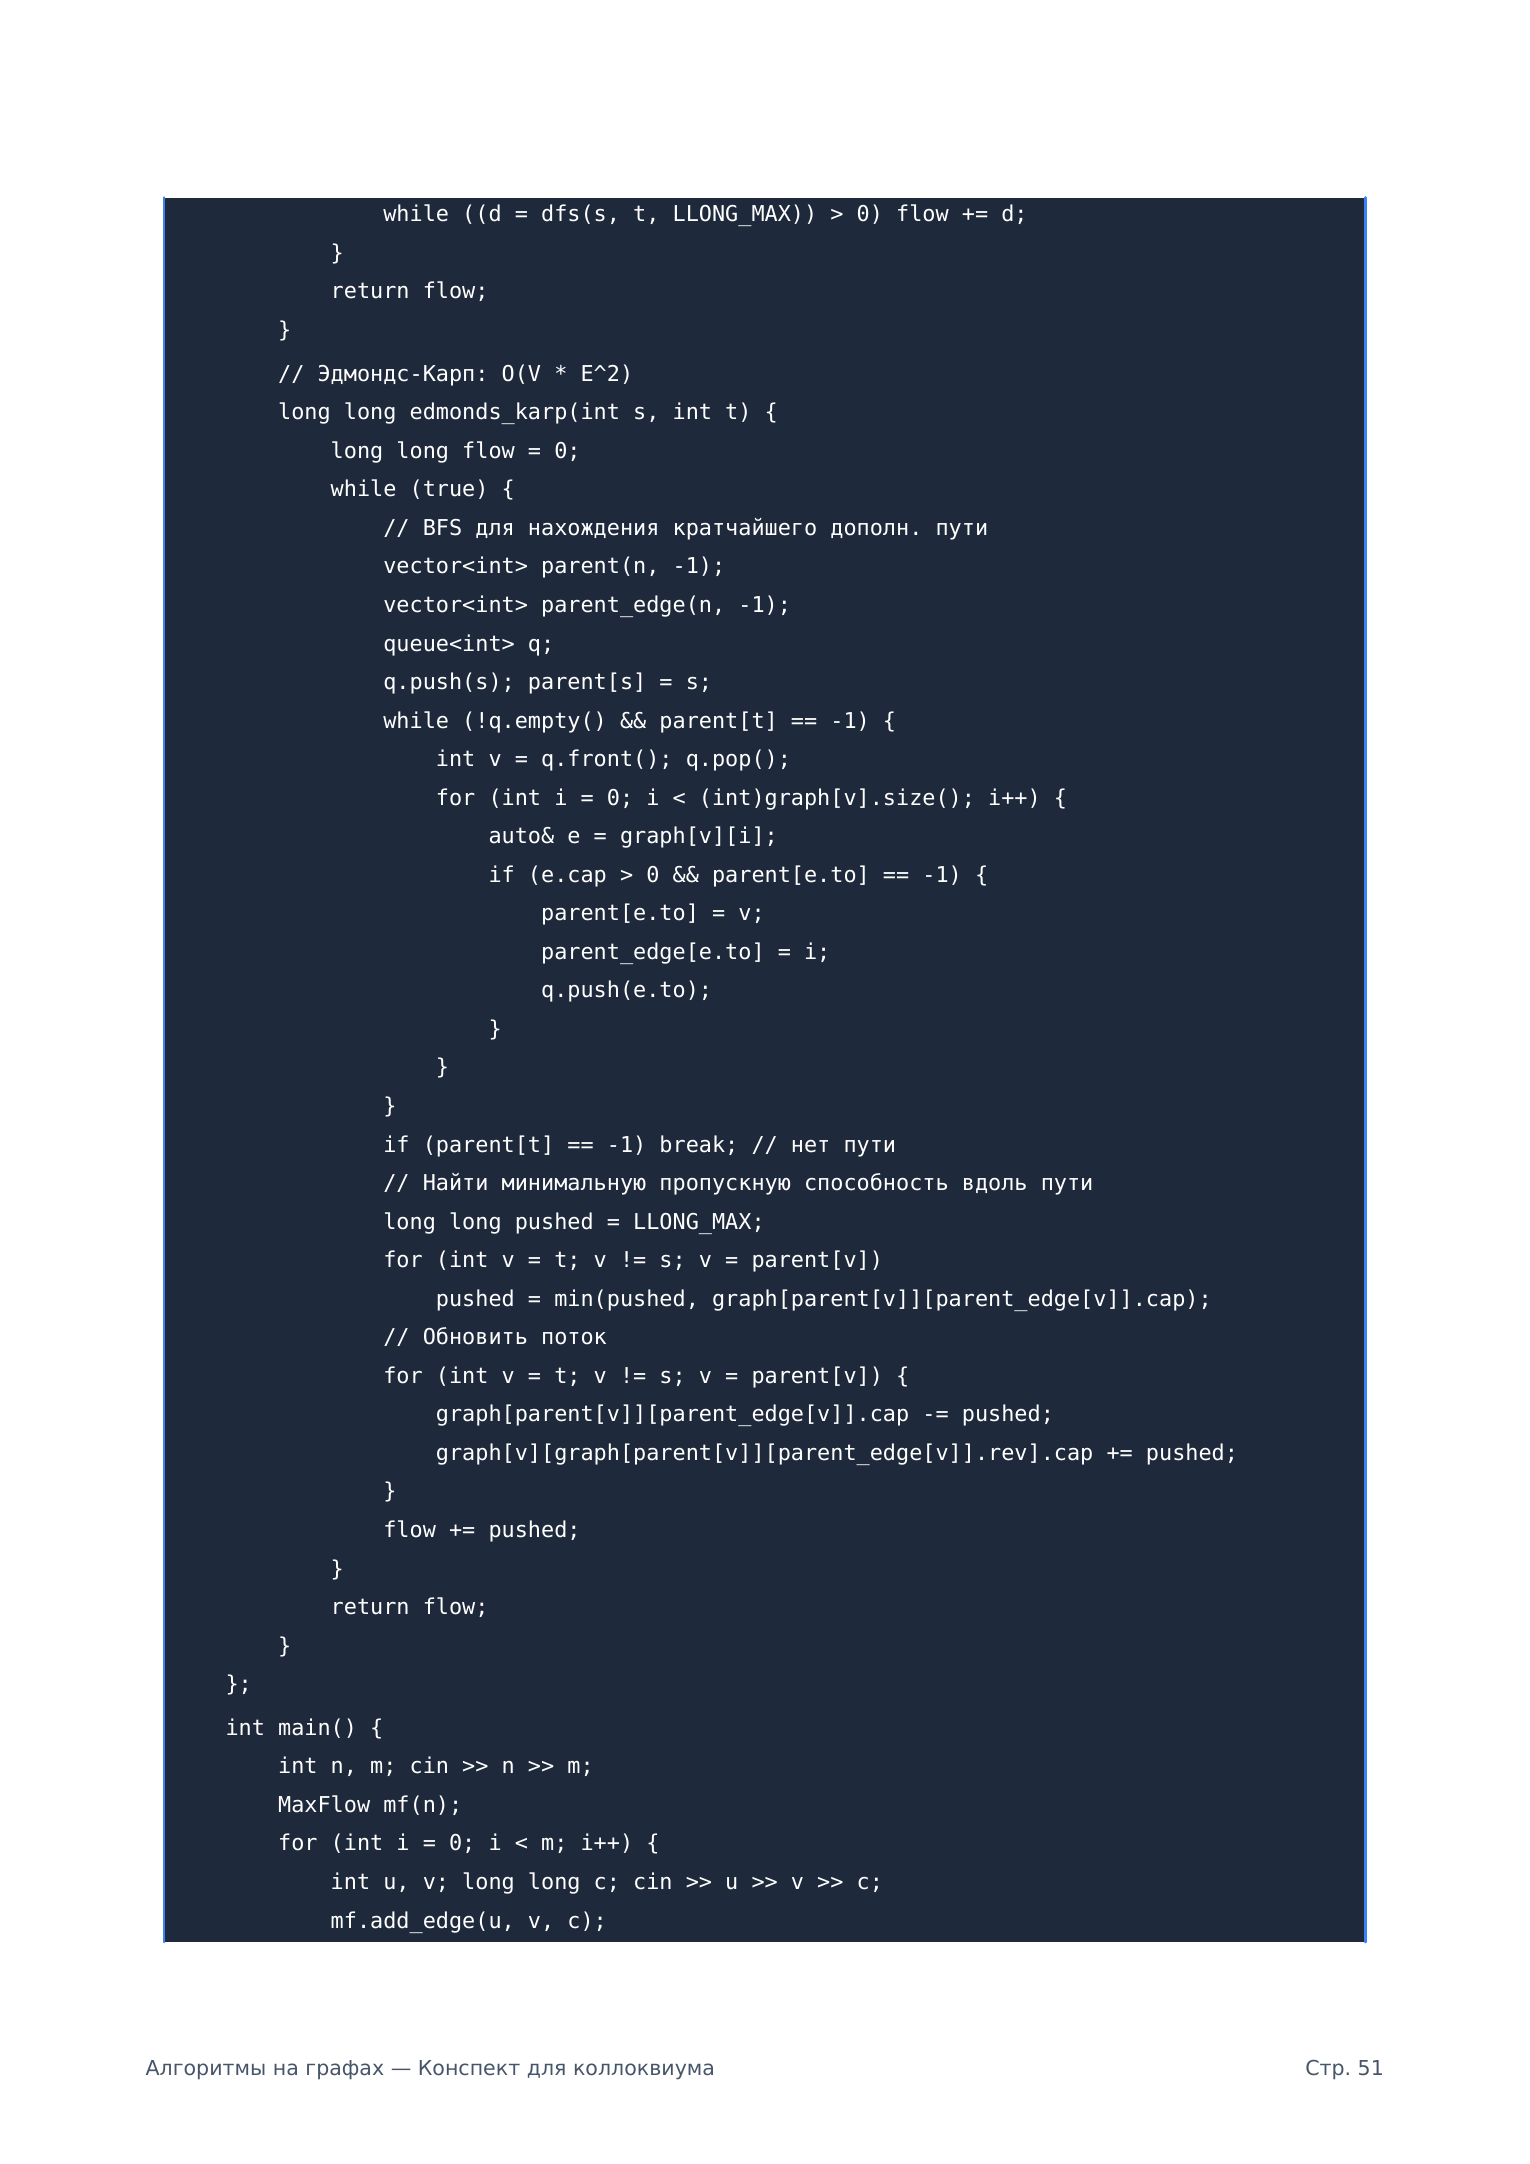 while ((d = dfs(s, t, LLONG_MAX)) > 0) flow += d;
}
return flow;
}
// Эдмондс-Карп: O(V * E^2)
long long edmonds_karp(int s, int t) {
long long flow = 0;
while (true) {
// BFS для нахождения кратчайшего дополн. пути
vector<int> parent(n, -1);
vector<int> parent_edge(n, -1);
queue<int> q;
q.push(s); parent[s] = s;
while (!q.empty() && parent[t] == -1) {
int v = q.front(); q.pop();
for (int i = 0; i < (int)graph[v].size(); i++) {
auto& e = graph[v][i];
if (e.cap > 0 && parent[e.to] == -1) {
parent[e.to] = v;
parent_edge[e.to] = i;
q.push(e.to);
}
}
}
if (parent[t] == -1) break; // нет пути
// Найти минимальную пропускную способность вдоль пути
long long pushed = LLONG_MAX;
for (int v = t; v != s; v = parent[v])
pushed = min(pushed, graph[parent[v]][parent_edge[v]].cap);
// Обновить поток
for (int v = t; v != s; v = parent[v]) {
graph[parent[v]][parent_edge[v]].cap -= pushed;
graph[v][graph[parent[v]][parent_edge[v]].rev].cap += pushed;
}
flow += pushed;
}
return flow;
}
};
int main() {
int n, m; cin >> n >> m;
MaxFlow mf(n);
for (int i = 0; i < m; i++) {
int u, v; long long c; cin >> u >> v >> c;
mf.add_edge(u, v, c);
Алгоритмы на графах — Конспект для коллоквиума
Стр. 51